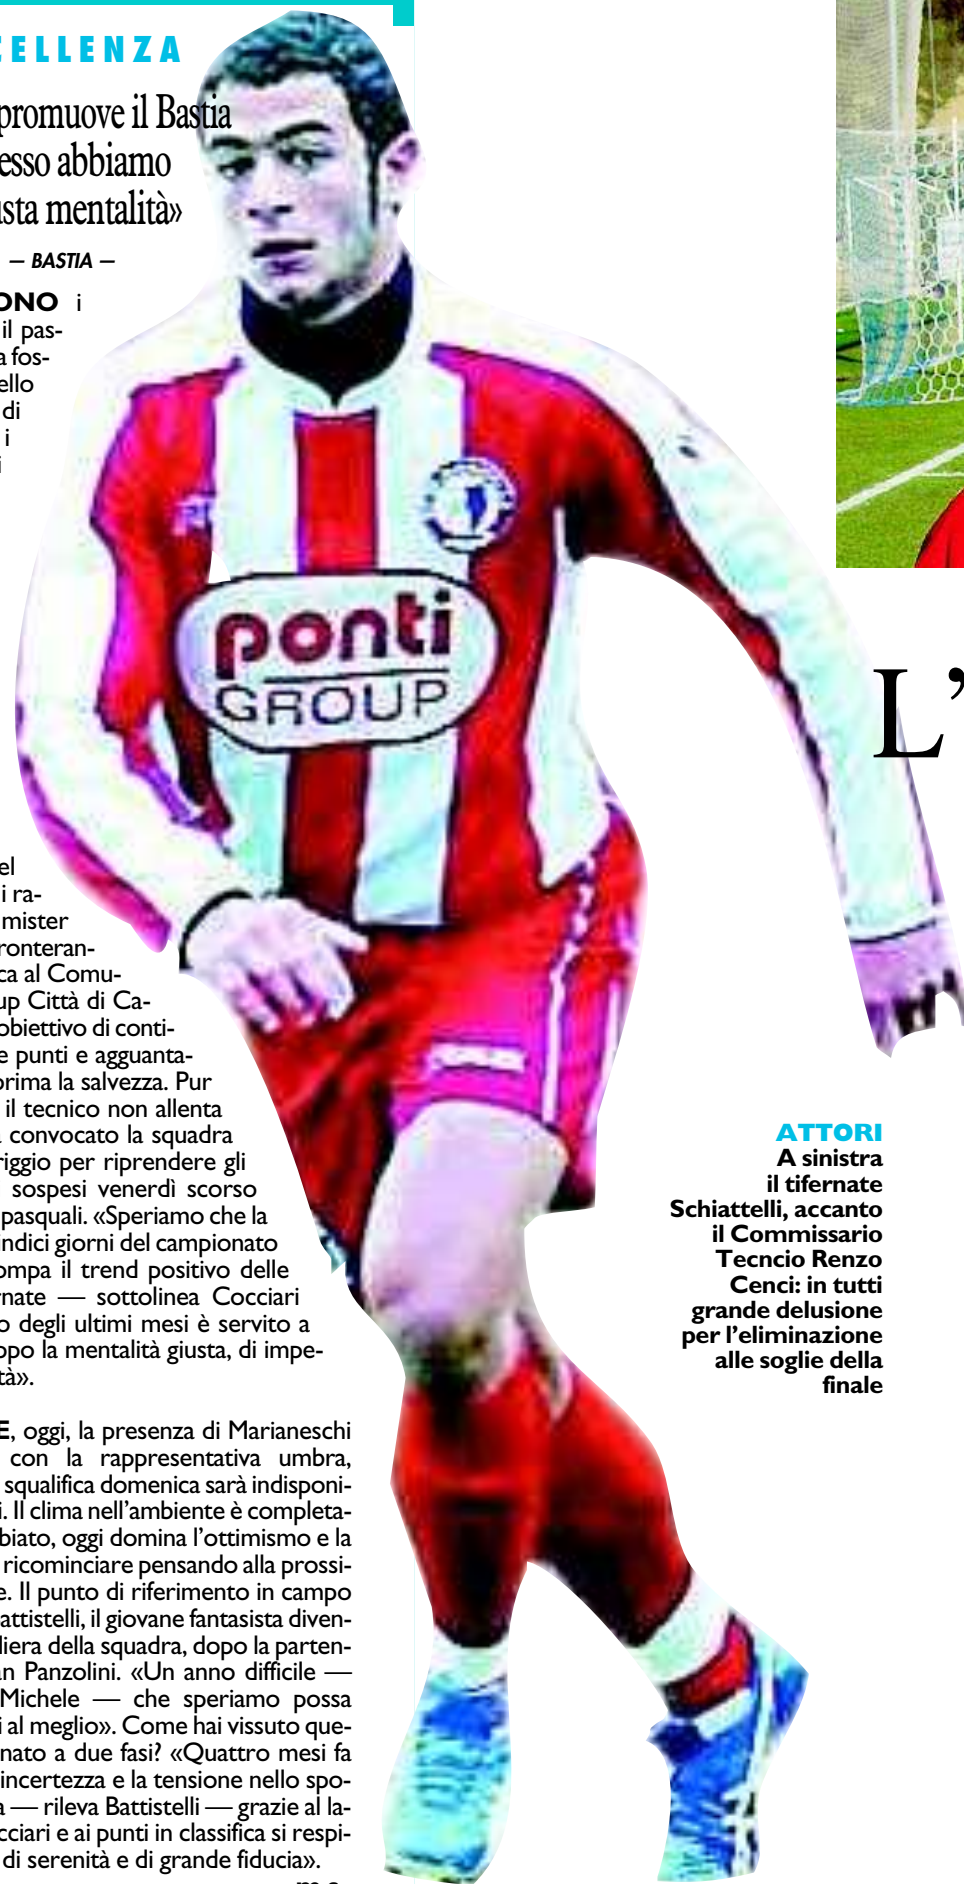 CELLENZA
promuove il Bastia
esso abbiamo
usta mentalità»
— BASTIA —
ONO i
il pas-
a fos-
ello
di
i
i
ponti
GROUP
el
i ra-
mister
ronteran-
ca al Comu-
up Città di Ca-
obiettivo di conti-
e punti e agguanta-
prima la salvezza. Pur
il tecnico non allenta
convocato la squadra
riggio per riprendere gli
sospesi venerdì scorso
pasquali. «Speriamo che la
indici giorni del campionato
ompa il trend positivo delle
rnate — sottolinea Cocciari
o degli ultimi mesi è servito a
opo la mentalità giusta, di impe-
tà».
E, oggi, la presenza di Marianeschi
con la rappresentativa umbra,
squalifica domenica sarà indisponi-
i. Il clima nell'ambiente è completa-
biato, oggi domina l'ottimismo e la
ricominciare pensando alla prossi-
e. Il punto di riferimento in campo
attistelli, il giovane fantasista diven-
diera della squadra, dopo la parten-
an Panzolini. «Un anno difficile —
Michele — che speriamo possa
i al meglio». Come hai vissuto que-
nato a due fasi? «Quattro mesi fa
incertezza e la tensione nello spo-
a — rileva Battistelli — grazie al la-
cciari e ai punti in classifica si respi-
di serenità e di grande fiducia».
L'
ATTORI
A sinistra
il tifernate
Schiattelli, accanto
il Commissario
Tecncio Renzo
Cenci: in tutti
grande delusione
per l'eliminazione
alle soglie della
finale